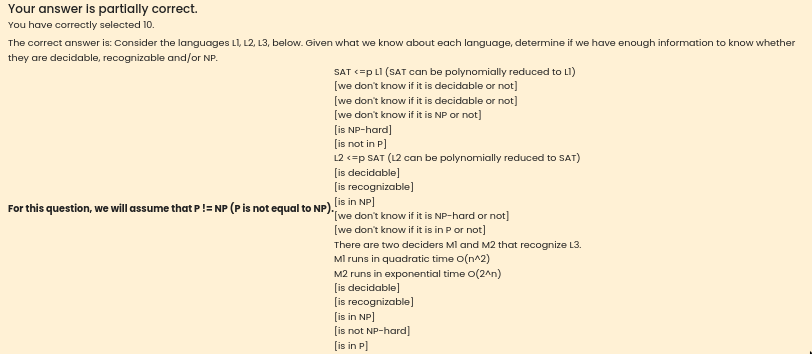 Your answer is partially correct.
You have correctly selected 10.
The correct answer is: Consider the languages L1, L2, L3, below. Given what we know about each language, determine if we have enough information to know whether
they are decidable, recognizable and/or NP.
For this question, we will assume that P != NP (P is not equal to NP).
SAT <=p L1 (SAT can be polynomially reduced to L1)
[we don't know if it is decidable or not]
[we don't know if it is decidable or not]
[we don't know if it is NP or not]
[is NP-hard]
[is not in P]
L2 <=p SAT (L2 can be polynomially reduced to SAT)
[is decidable]
[is recognizable]
[is in NP]
[we don't know if it is NP-hard or not]
[we don't know if it is in P or not]
There are two deciders M1 and M2 that recognize L3.
M1 runs in quadratic time O(n^2)
M2 runs in exponential time O(2^n)
[is decidable]
[is recognizable]
[is in NP]
[is not NP-hard]
[is in P]